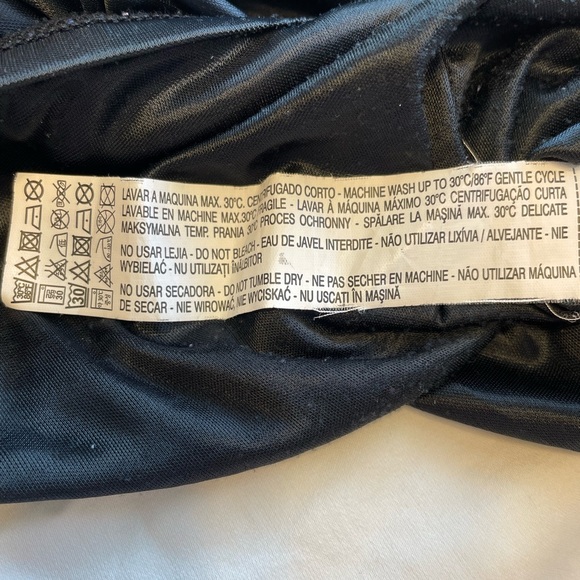 LAVAR A MAQUINA MAX. 30°C. CENTRIFUGADO CORTO - MACHINE WASH UP TO 30°C/86°F GENTLE CYCLE
LAVABLE EN MACHINE MAX.30°C FRAGILE - LAVAR À MÁQUINA MÁXIMO 30°C CENTRIFUGAÇÃO CURTA
MAKSYMALNA TEMP. PRANIA 30°C PROCES OCHRONNY - SPĂLARE LA MAŞINĂ MAX. 30°C DELICATE
NO USAR LEJIA - DO NOT BLEACH - EAU DE JAVEL INTERDITE - NÃO UTILIZAR LIXÍVIA / ALVEJANTE - NIE
WYBIELAĆ - NU UTILIZAȚI ÎNĂLBITOR
NO USAR SECADORA - DO NOT TUMBLE DRY - NE PAS SECHER EN MACHINE - NÃO UTILIZAR MÁQUINA
DE SECAR - NIE WIROWAĆ, NIE WYCISKAĆ - NU USCAȚI ÎN MAŞINĂ